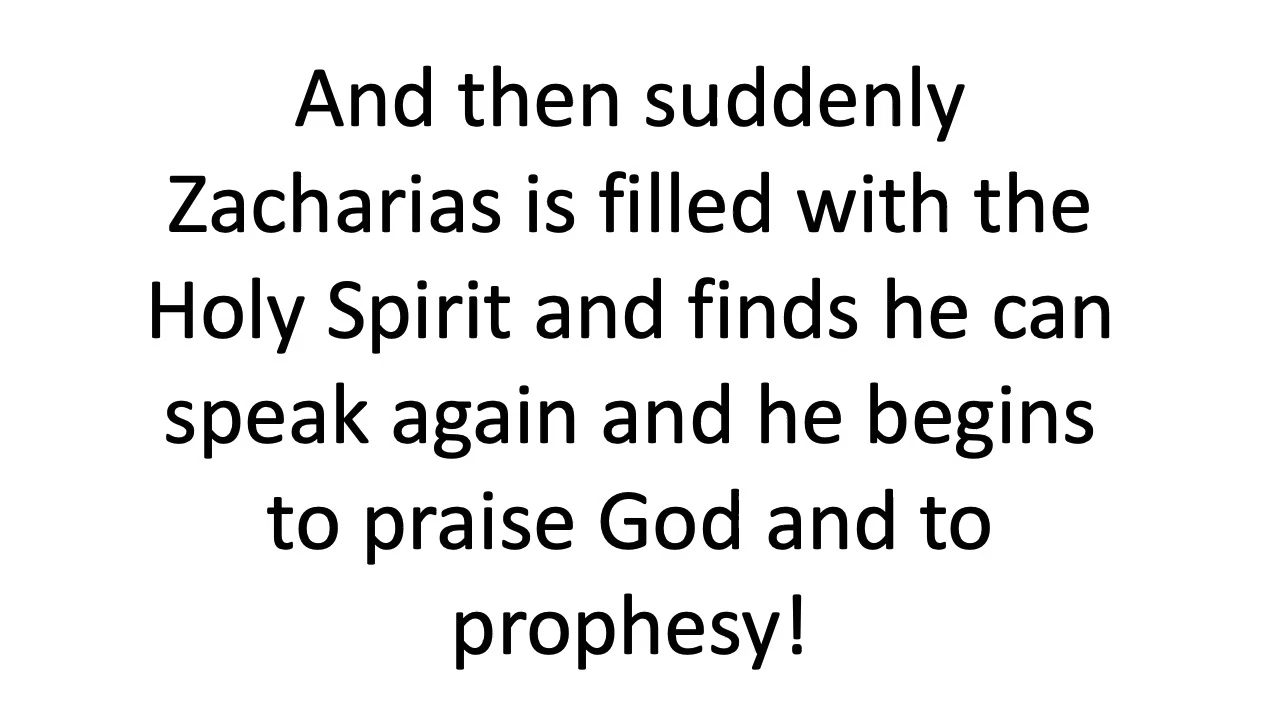 And then suddenly
Zacharias is filled with the
Holy Spirit and finds he can
speak again and he begins
to praise God and to
prophesy!